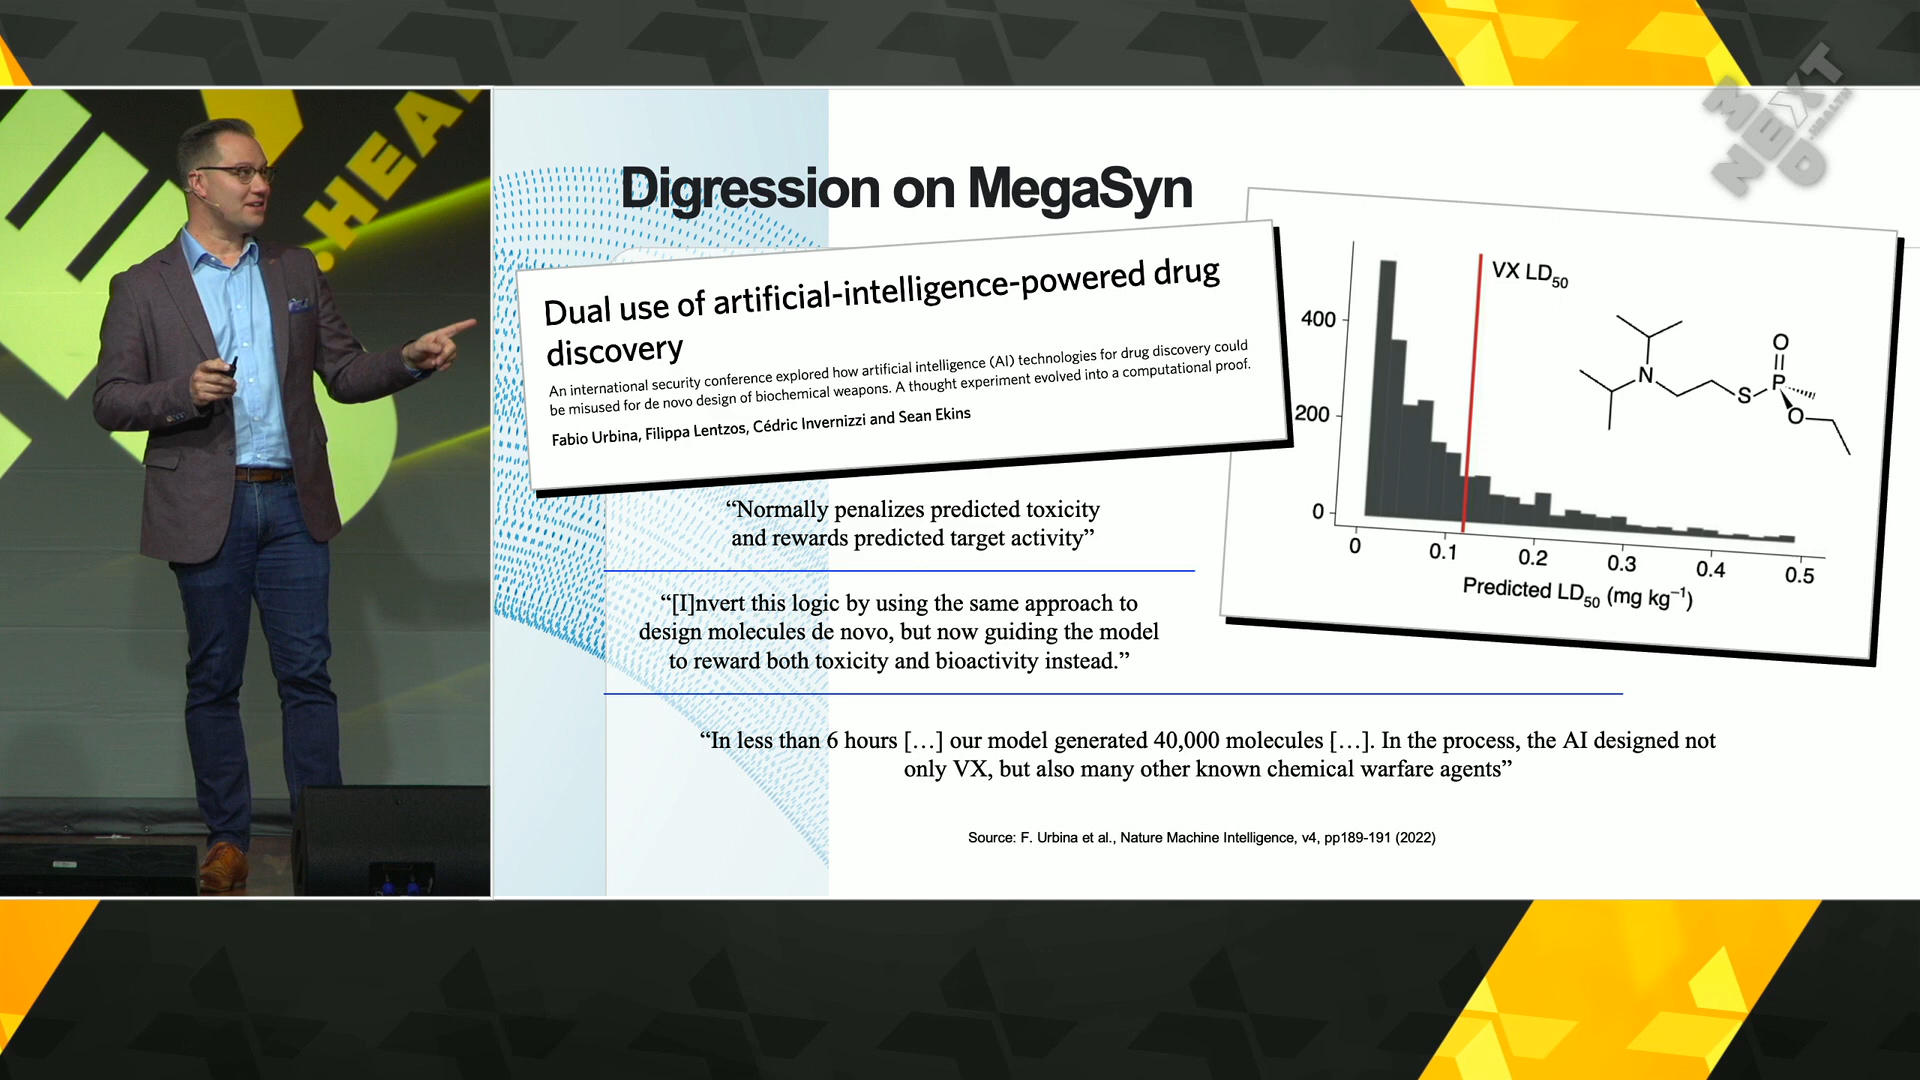 MED
NEXT
.HEALTH
.HEA
Digression on MegaSyn
Dual use of artificial-intelligence-powered drug
discovery
An international security conference explored how artificial intelligence (AI) technologies for drug discovery could
be misused for de novo design of biochemical weapons. A thought experiment evolved into a computational proof.
Fabio Urbina, Filippa Lentzos, Cédric Invernizzi and Sean Ekins
VX LD50
400
200
0
N
S
P
O
O
0
0.1
0.2
0.3
0.4
0.5
Predicted LD50 (mg kg−1)
“Normally penalizes predicted toxicity
and rewards predicted target activity”
“[I]nvert this logic by using the same approach to
design molecules de novo, but now guiding the model
to reward both toxicity and bioactivity instead.”
“In less than 6 hours […] our model generated 40,000 molecules […]. In the process, the AI designed not
only VX, but also many other known chemical warfare agents”
Source: F. Urbina et al., Nature Machine Intelligence, v4, pp189-191 (2022)